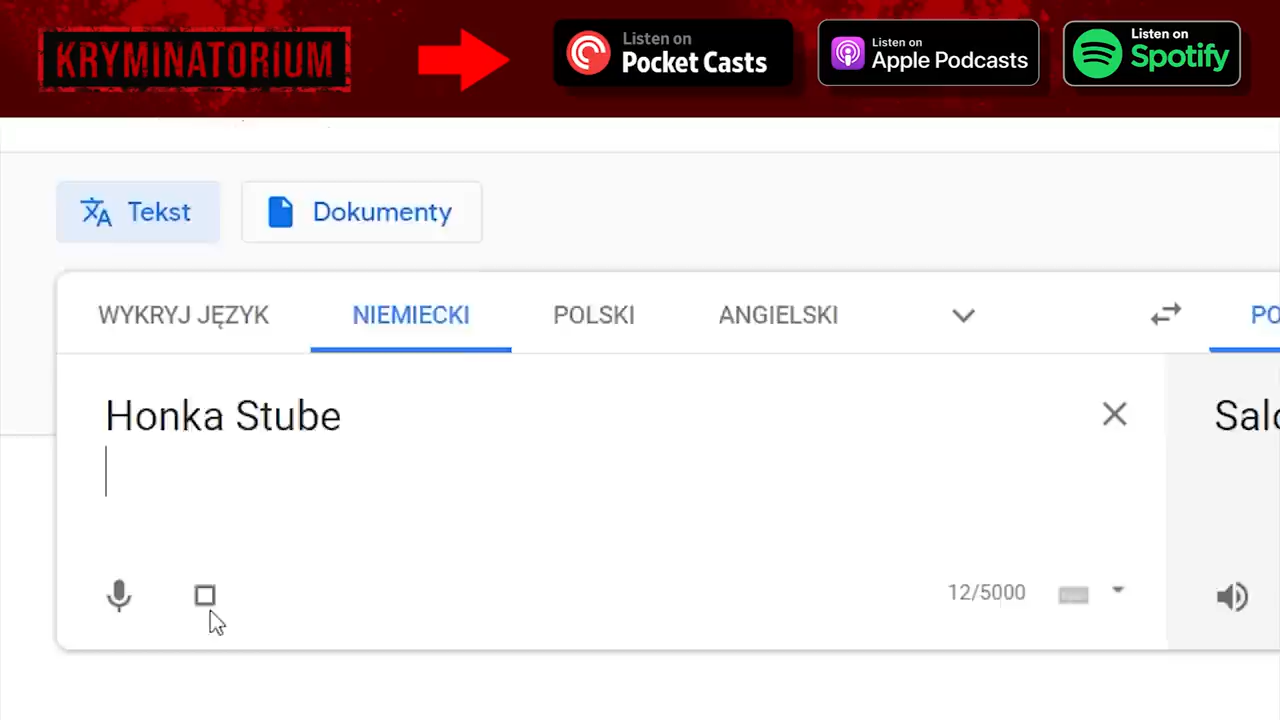 KRYMINATORIUM
Listen on
Pocket Casts
Listen on
Apple Podcasts
Listen on
Spotify
Tekst
Dokumenty
WYKRYJ JĘZYK
NIEMIECKI
POLSKI
ANGIELSKI
Honka Stube
12/5000